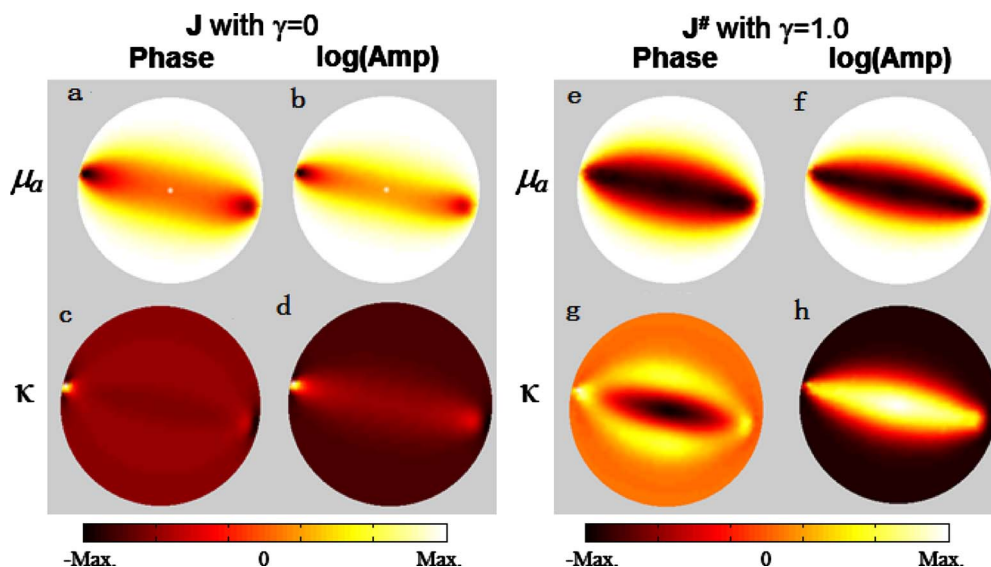 J with γ=0
Phase log(Amp)
J# with γ=1.0
Phase log(Amp)
a b e f
μa μa
c d g h
κ κ
-Max. 0 Max. -Max. 0 Max.